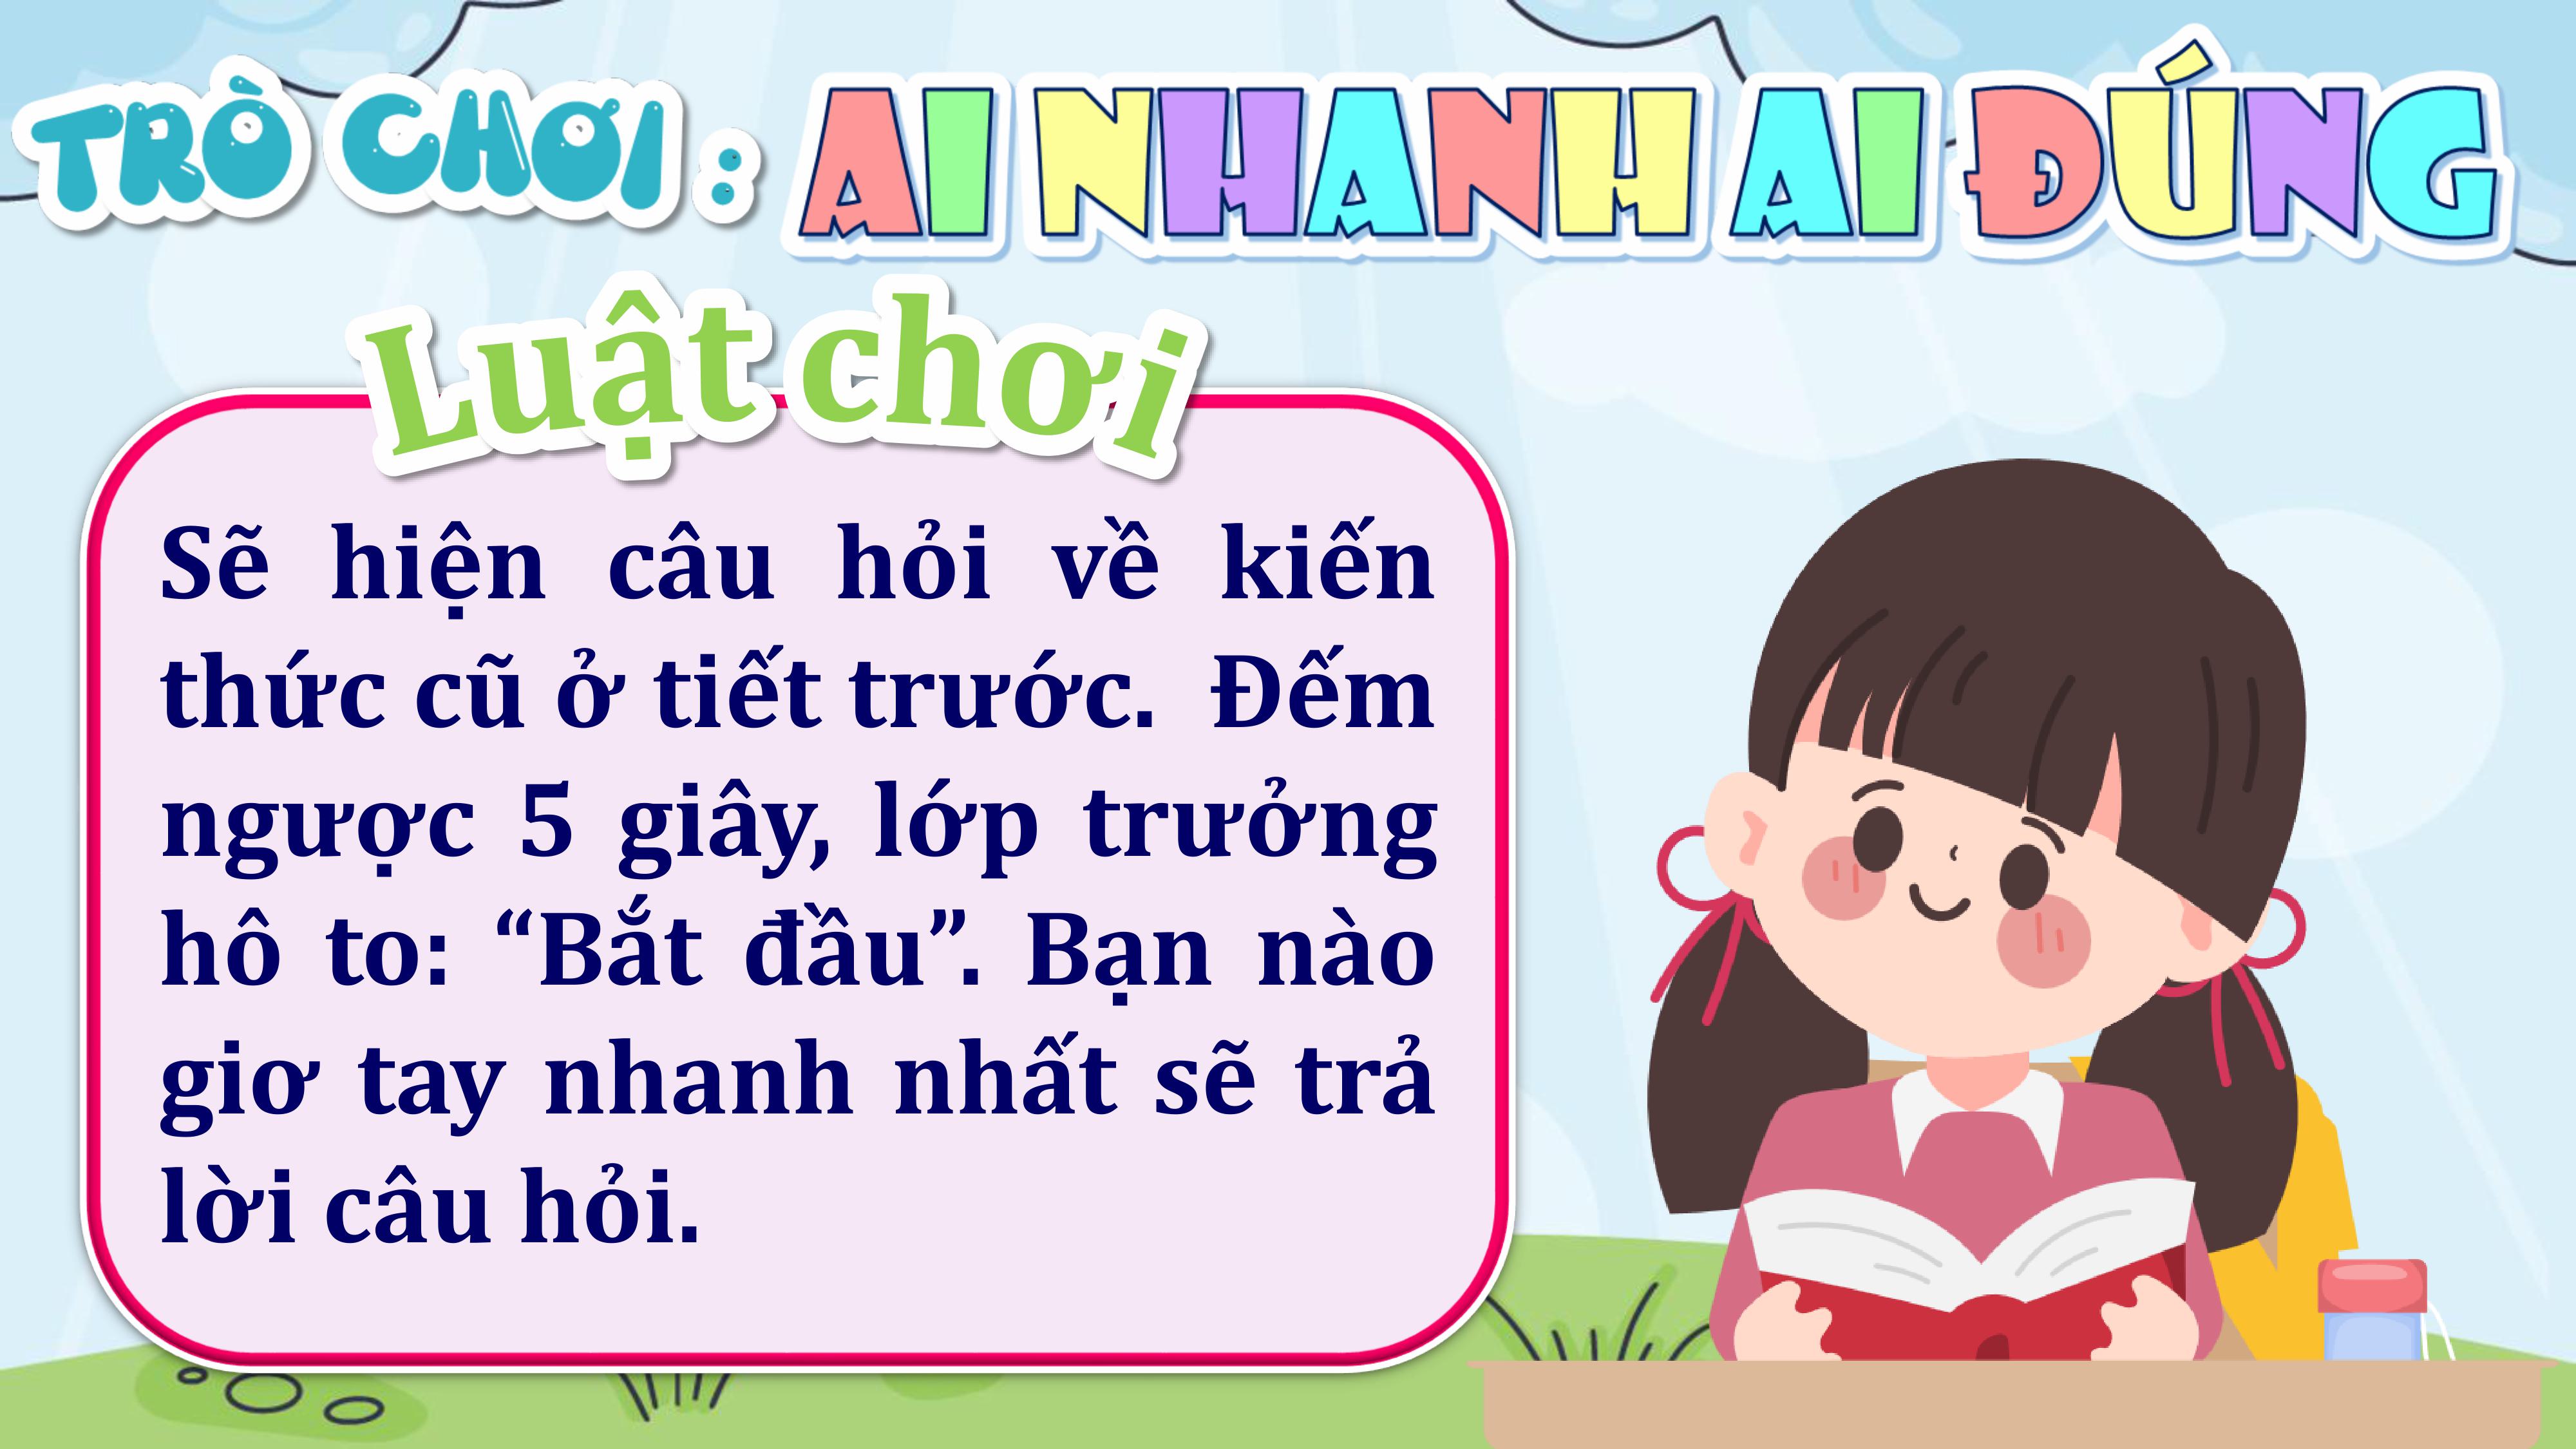 TRÒ CHƠI : AI NHANH AI ĐÚNG
Luật chơi
Sẽ hiện câu hỏi về kiến
thức cũ ở tiết trước. Đếm
ngược 5 giây, lớp trưởng
hô to: “Bắt đầu”. Bạn nào
giơ tay nhanh nhất sẽ trả
lời câu hỏi.